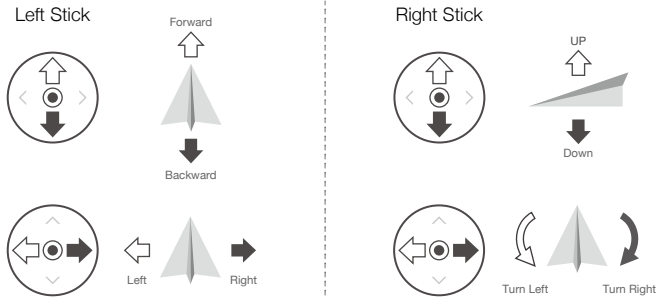 Left Stick
Right Stick
Forward
UP
Backward
Down
Left
Right
Turn Left
Turn Right